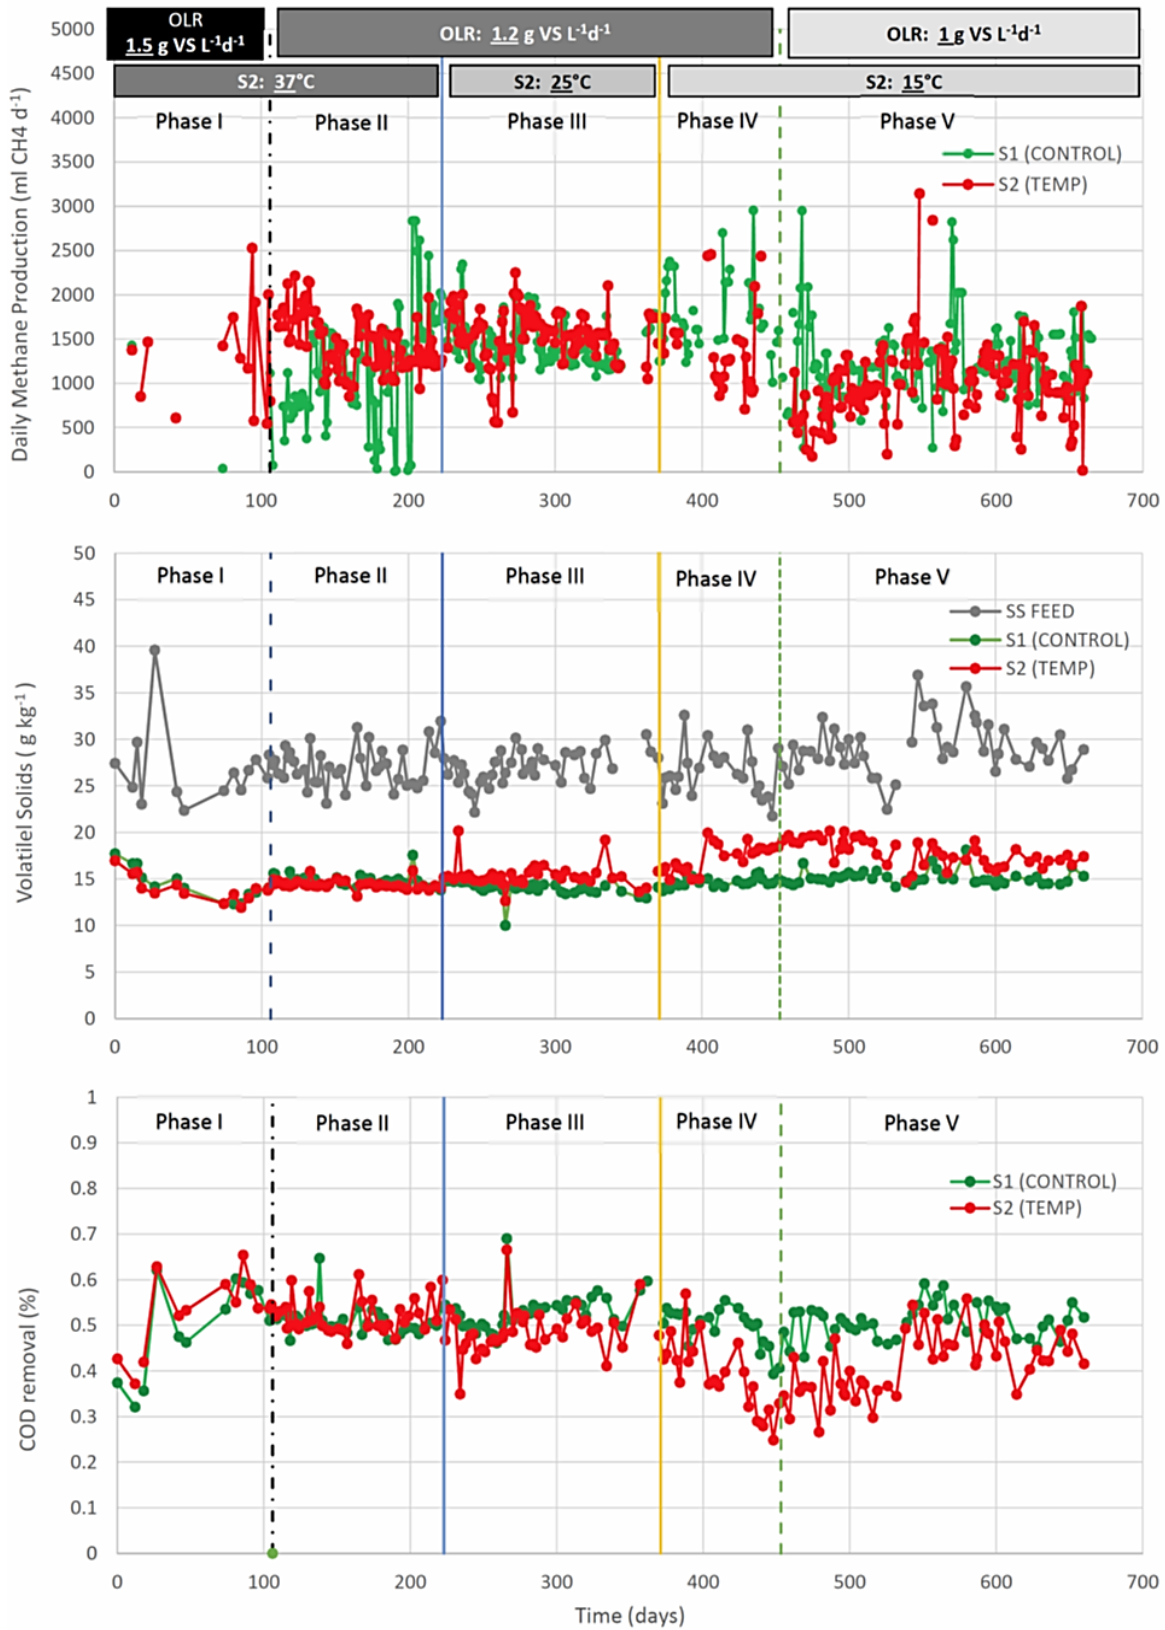 OLR
1.5 g VS L⁻¹d⁻¹
OLR: 1.2 g VS L⁻¹d⁻¹
OLR: 1 g VS L⁻¹d⁻¹
S2: 37°C
S2: 25°C
S2: 15°C
Phase I
Phase II
Phase III
Phase IV
Phase V
S1 (CONTROL)
S2 (TEMP)
Daily Methane Production (ml CH4 d⁻¹)
5000
4500
4000
3500
3000
2500
2000
1500
1000
500
0
0 100 200 300 400 500 600 700
Phase I
Phase II
Phase III
Phase IV
Phase V
SS FEED
S1 (CONTROL)
S2 (TEMP)
Volatilel Solids ( g kg⁻¹ )
50
45
40
35
30
25
20
15
10
5
0
0 100 200 300 400 500 600 700
Phase I
Phase II
Phase III
Phase IV
Phase V
S1 (CONTROL)
S2 (TEMP)
COD removal (%)
1
0.9
0.8
0.7
0.6
0.5
0.4
0.3
0.2
0.1
0
0 100 200 300 400 500 600 700
Time (days)